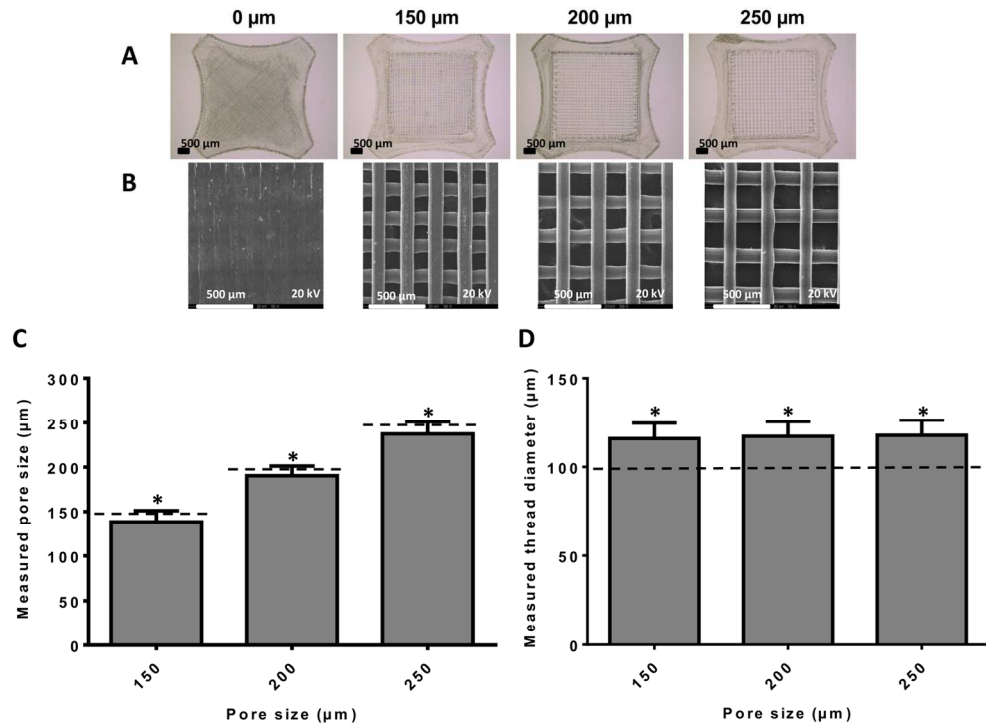 0 µm 150 µm 200 µm 250 µm
A
500 µm 500 µm 500 µm 500 µm
B
500 µm 20 kV 500 µm 20 kV 500 µm 20 kV 500 µm 20 kV
C
Measured pore size (µm)
300
250
200
150
100
50
0
* * *
150 200 250
Pore size (µm)
D
Measured thread diameter (µm)
150
100
50
0
* * *
150 200 250
Pore size (µm)